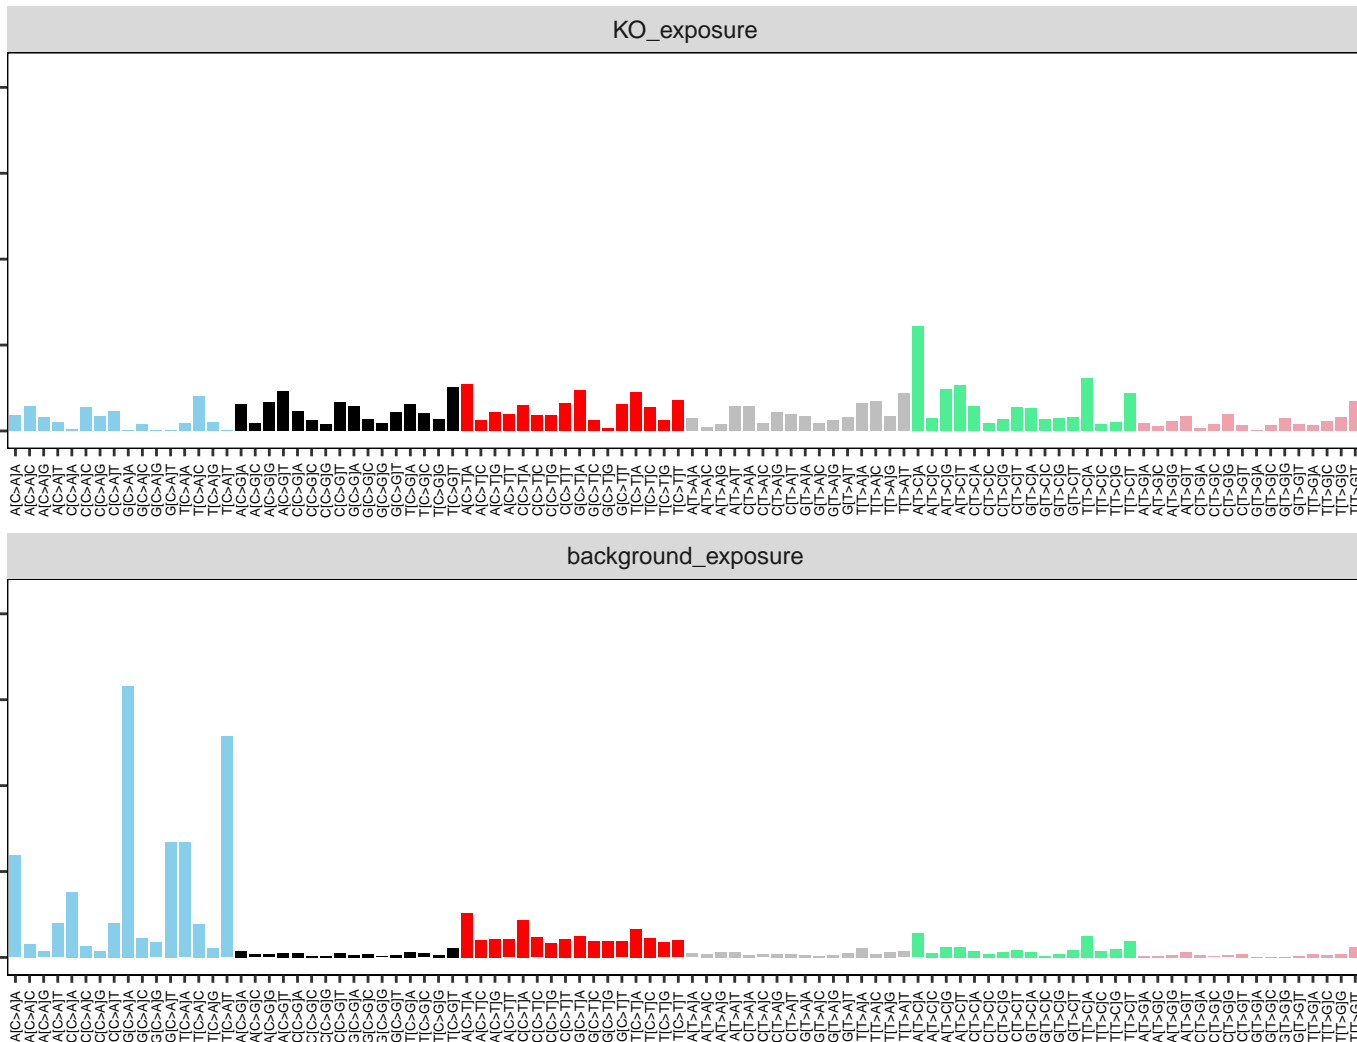 KO_exposure
A[C>A]A A[C>A]C A[C>A]G A[C>A]T C[C>A]A C[C>A]C C[C>A]G C[C>A]T G[C>A]A G[C>A]C G[C>A]G G[C>A]T T[C>A]A T[C>A]C T[C>A]G T[C>A]T A[C>G]A A[C>G]C A[C>G]G A[C>G]T C[C>G]A C[C>G]C C[C>G]G C[C>G]T G[C>G]A G[C>G]C G[C>G]G G[C>G]T T[C>G]A T[C>G]C T[C>G]G T[C>G]T A[C>T]A A[C>T]C A[C>T]G A[C>T]T C[C>T]A C[C>T]C C[C>T]G C[C>T]T G[C>T]A G[C>T]C G[C>T]G G[C>T]T T[C>T]A T[C>T]C T[C>T]G T[C>T]T A[T>A]A A[T>A]C A[T>A]G A[T>A]T C[T>A]A C[T>A]C C[T>A]G C[T>A]T G[T>A]A G[T>A]C G[T>A]G G[T>A]T T[T>A]A T[T>A]C T[T>A]G T[T>A]T A[T>C]A A[T>C]C A[T>C]G A[T>C]T C[T>C]A C[T>C]C C[T>C]G C[T>C]T G[T>C]A G[T>C]C G[T>C]G G[T>C]T T[T>C]A T[T>C]C T[T>C]G T[T>C]T A[T>G]A A[T>G]C A[T>G]G A[T>G]T C[T>G]A C[T>G]C C[T>G]G C[T>G]T G[T>G]A G[T>G]C G[T>G]G G[T>G]T T[T>G]A T[T>G]C T[T>G]G T[T>G]T
background_exposure
A[C>A]A A[C>A]C A[C>A]G A[C>A]T C[C>A]A C[C>A]C C[C>A]G C[C>A]T G[C>A]A G[C>A]C G[C>A]G G[C>A]T T[C>A]A T[C>A]C T[C>A]G T[C>A]T A[C>G]A A[C>G]C A[C>G]G A[C>G]T C[C>G]A C[C>G]C C[C>G]G C[C>G]T G[C>G]A G[C>G]C G[C>G]G G[C>G]T T[C>G]A T[C>G]C T[C>G]G T[C>G]T A[C>T]A A[C>T]C A[C>T]G A[C>T]T C[C>T]A C[C>T]C C[C>T]G C[C>T]T G[C>T]A G[C>T]C G[C>T]G G[C>T]T T[C>T]A T[C>T]C T[C>T]G T[C>T]T A[T>A]A A[T>A]C A[T>A]G A[T>A]T C[T>A]A C[T>A]C C[T>A]G C[T>A]T G[T>A]A G[T>A]C G[T>A]G G[T>A]T T[T>A]A T[T>A]C T[T>A]G T[T>A]T A[T>C]A A[T>C]C A[T>C]G A[T>C]T C[T>C]A C[T>C]C C[T>C]G C[T>C]T G[T>C]A G[T>C]C G[T>C]G G[T>C]T T[T>C]A T[T>C]C T[T>C]G T[T>C]T A[T>G]A A[T>G]C A[T>G]G A[T>G]T C[T>G]A C[T>G]C C[T>G]G C[T>G]T G[T>G]A G[T>G]C G[T>G]G G[T>G]T T[T>G]A T[T>G]C T[T>G]G T[T>G]T